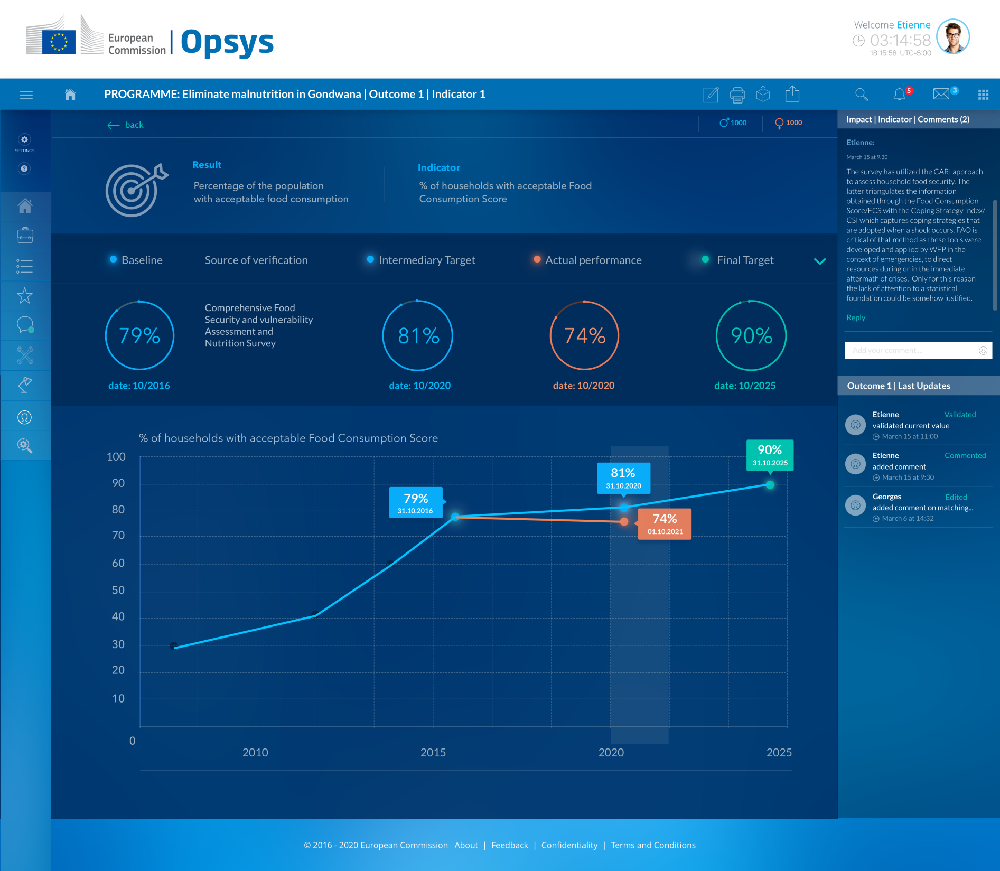 European
Commission
Opsys
Welcome Etienne
03:14:58
18:15:58 UTC-5:00
PROGRAMME: Eliminate malnutrition in Gondwana | Outcome 1 | Indicator 1
5
3
SETTINGS
?
back
1000
1000
Result
Percentage of the population
with acceptable food consumption
Indicator
% of households with acceptable Food
Consumption Score
Baseline
Source of verification
Intermediary Target
Actual performance
Final Target
79%
date: 10/2016
Comprehensive Food
Security and vulnerability
Assessment and
Nutrition Survey
81%
date: 10/2020
74%
date: 10/2020
90%
date: 10/2025
% of households with acceptable Food Consumption Score
100
90
80
70
60
50
40
30
20
10
0
2010
2015
2020
2025
79%
31.10.2016
81%
31.10.2020
74%
01.10.2021
90%
31.10.2025
Impact | Indicator | Comments (2)
Etienne:
March 15 at 9.30
The survey has utilized the CARI approach
to assess household food security. The
latter triangulates the information
obtained through the Food Consumption
Score/FCS with the Coping Strategy Index/
CSI which captures coping strategies that
are adopted when a shock occurs. FAO is
critical of that method as these tools were
developed and applied by WFP in the
context of emergencies, to direct
resources during or in the immediate
aftermath of crises. Only for this reason
the lack of attention to a statistical
foundation could be somehow justified.
Reply
Add your comment....
Outcome 1 | Last Updates
Etienne Validated
validated current value
March 15 at 11:00
Etienne Commented
added comment
March 15 at 9:30
Georges Edited
added comment on matching...
March 6 at 14:32
© 2016 - 2020 European Commission About | Feedback | Confidentiality | Terms and Conditions